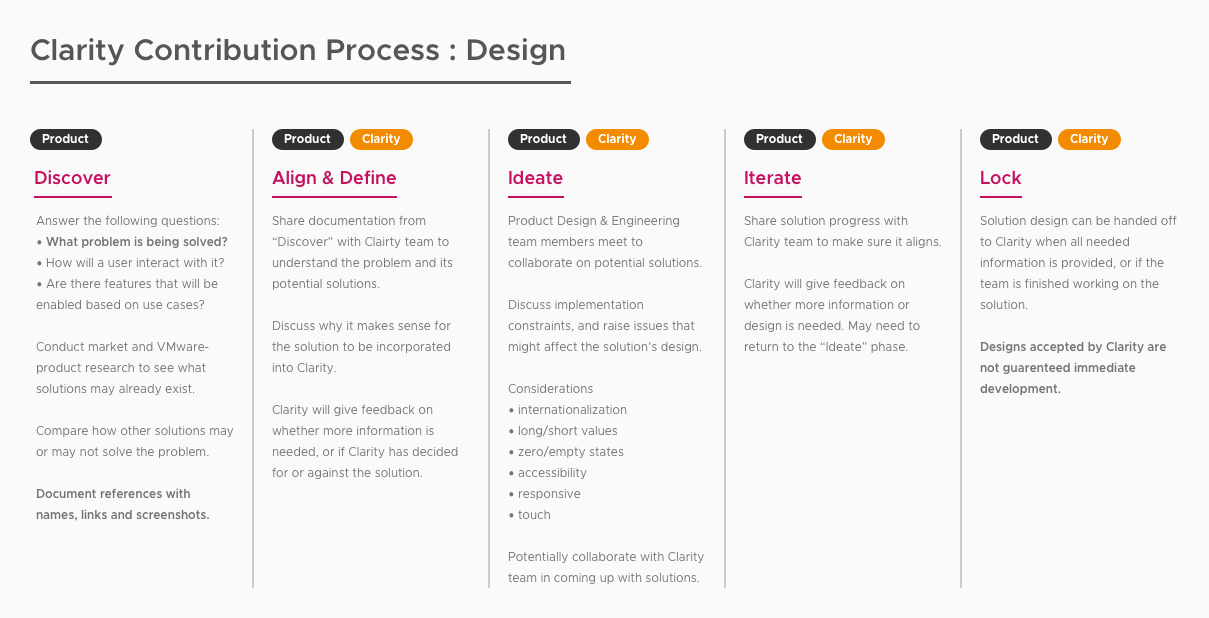 Clarity Contribution Process : Design
Product
Discover
Answer the following questions:
• What problem is being solved?
• How will a user interact with it?
• Are there features that will be
enabled based on use cases?
Conduct market and VMware-
product research to see what
solutions may already exist.
Compare how other solutions may
or may not solve the problem.
Document references with
names, links and screenshots.
Product Clarity
Align & Define
Share documentation from
“Discover” with Clairty team to
understand the problem and its
potential solutions.
Discuss why it makes sense for
the solution to be incorporated
into Clarity.
Clarity will give feedback on
whether more information is
needed, or if Clarity has decided
for or against the solution.
Product Clarity
Ideate
Product Design & Engineering
team members meet to
collaborate on potential solutions.
Discuss implementation
constraints, and raise issues that
might affect the solution’s design.
Considerations
• internationalization
• long/short values
• zero/empty states
• accessibility
• responsive
• touch
Potentially collaborate with Clarity
team in coming up with solutions.
Product Clarity
Iterate
Share solution progress with
Clarity team to make sure it aligns.
Clarity will give feedback on
whether more information or
design is needed. May need to
return to the “Ideate” phase.
Product Clarity
Lock
Solution design can be handed off
to Clarity when all needed
information is provided, or if the
team is finished working on the
solution.
Designs accepted by Clarity are
not guarenteed immediate
development.